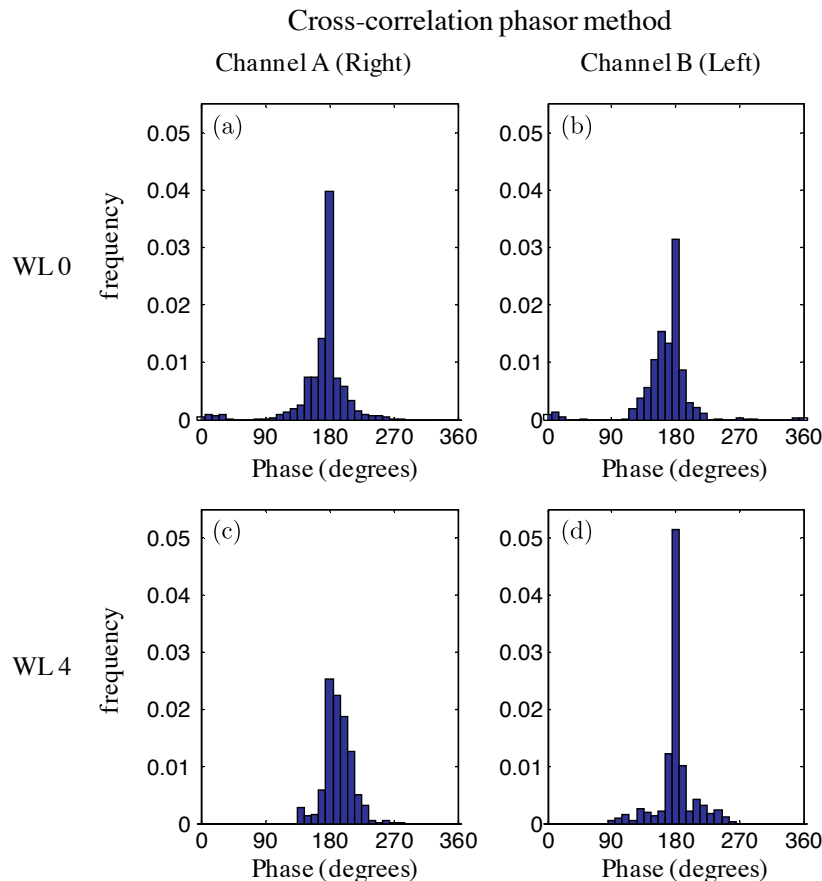 Cross-correlation phasor method
Channel A (Right)
Channel B (Left)
WL 0
frequency
(a)
0.05
0.04
0.03
0.02
0.01
0
0 90 180 270 360
Phase (degrees)
(b)
0.05
0.04
0.03
0.02
0.01
0
0 90 180 270 360
Phase (degrees)
WL 4
frequency
(c)
0.05
0.04
0.03
0.02
0.01
0
0 90 180 270 360
Phase (degrees)
(d)
0.05
0.04
0.03
0.02
0.01
0
0 90 180 270 360
Phase (degrees)